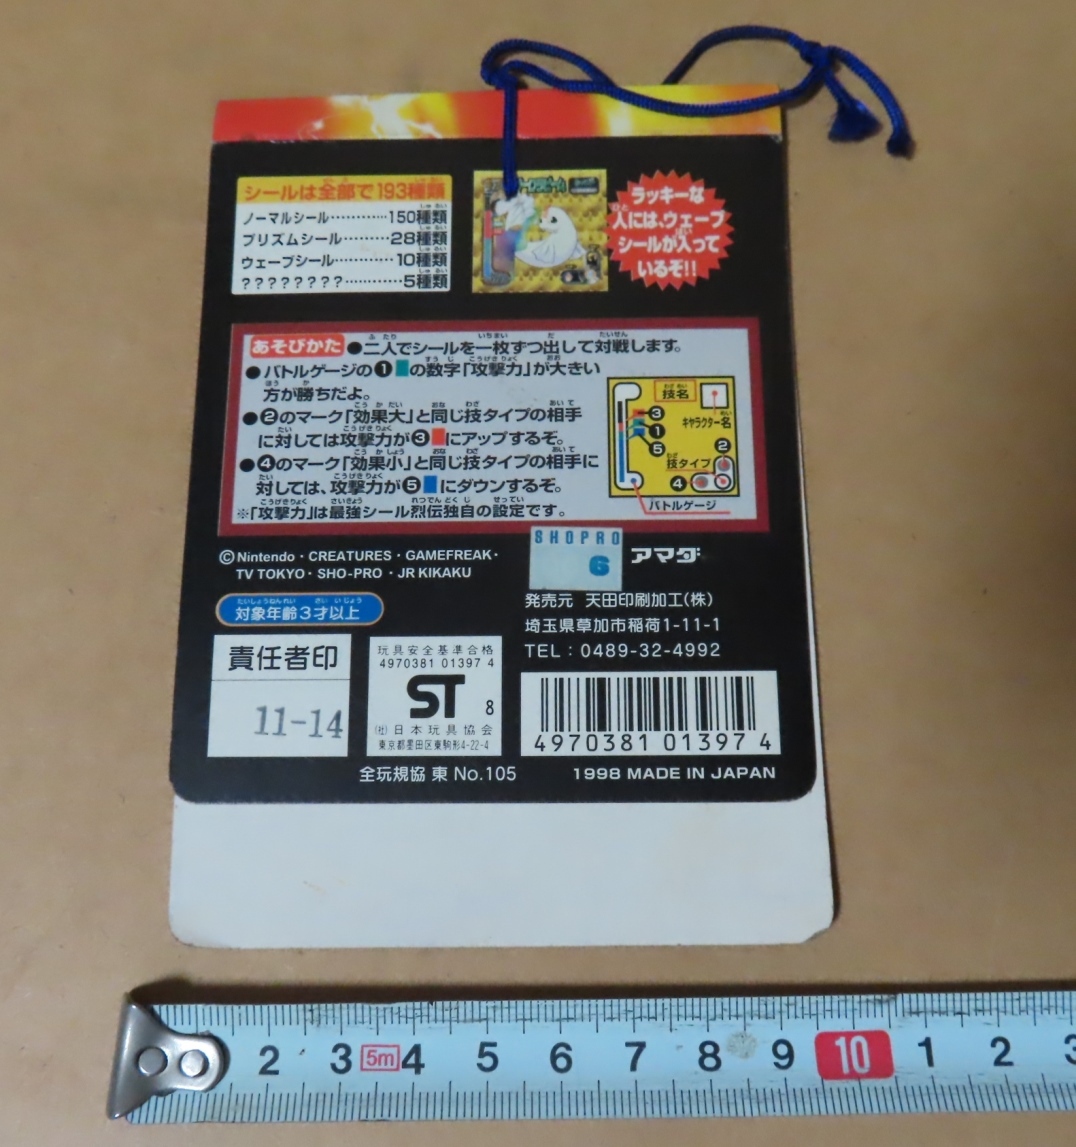 シールは全部で193種類
ノーマルシール…………150種類
プリズムシール………28種類
ウェーブシール………10種類
????????…………5種類
ラッキーな
人には、ウェーブ
シールが入って
いるぞ!!
あそびかた
●二人でシールを一枚ずつ出して対戦します。
●バトルゲージの❶の数字「攻撃力」が大きい
方が勝ちだよ。
●❷のマーク「効果大」と同じ技タイプの相手
に対しては攻撃力が❸にアップするぞ。
●❹のマーク「効果小」と同じ技タイプの相手に
対しては、攻撃力が❺にダウンするぞ。
※「攻撃力」は最強シール烈伝独自の設定です。
技名
キャラクター名
❸
❶
❺
❷
技タイプ
❹
バトルゲージ
©Nintendo・CREATURES・GAMEFREAK・
TV TOKYO・SHO-PRO・JR KIKAKU
SHOPRO
6
アマダ
対象年齢3才以上
発売元 天田印刷加工(株)
埼玉県草加市稲荷1-11-1
TEL:0489-32-4992
責任者印
11-14
玩具安全基準合格
4970381 01397 4
ST 8
(社)日本玩具協会
東京都墨田区東駒形4-22-4
4970381 01397 4
全玩規協 東 No.105
1998 MADE IN JAPAN
2 3 5m 4 5 6 7 8 9 10 1 2 3